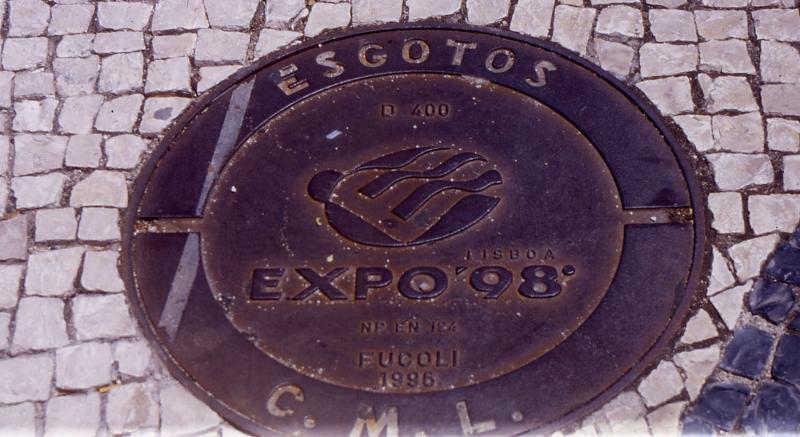 ESGOTOS
D 400
LISBOA
EXPO'98
NP EN 124
FUCOLI
1996
C. M. L.